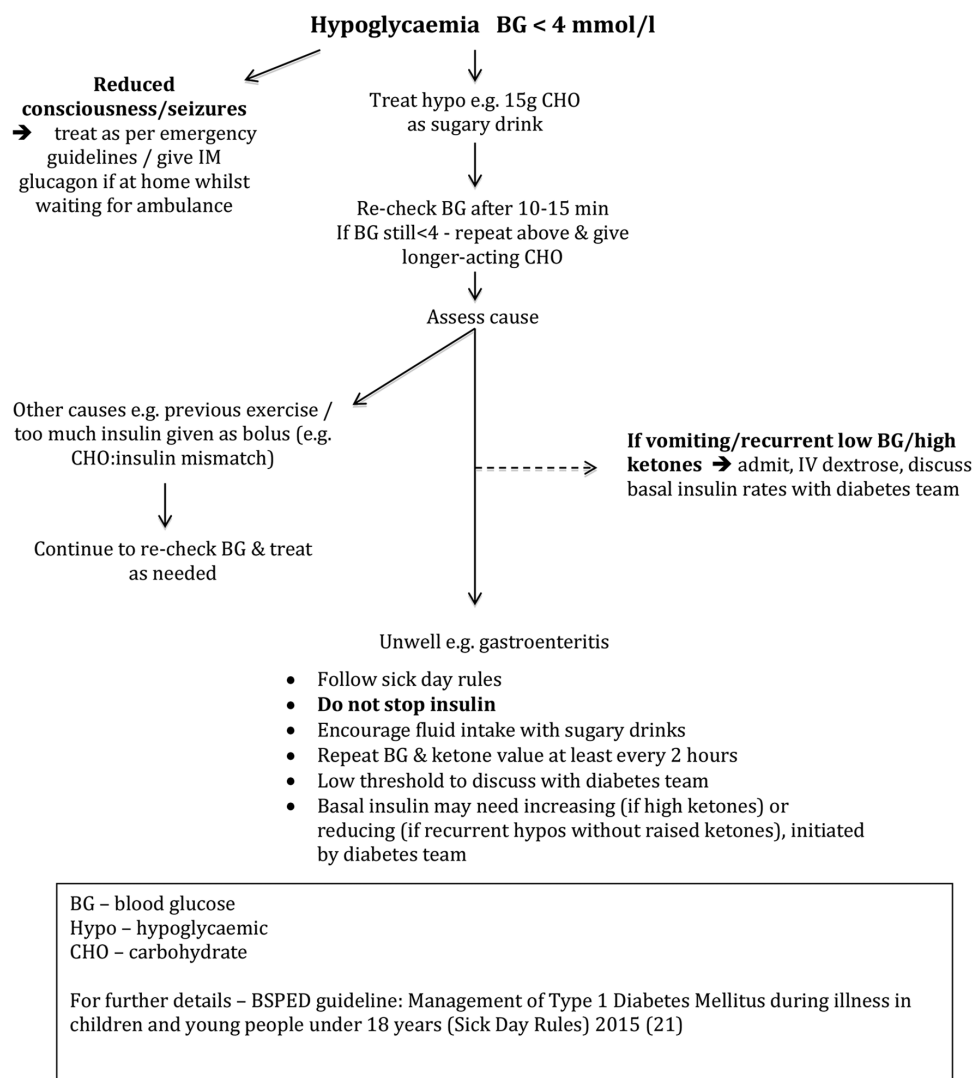 Hypoglycaemia BG < 4 mmol/l
Reduced
consciousness/seizures
➔ treat as per emergency
guidelines / give IM
glucagon if at home whilst
waiting for ambulance
Treat hypo e.g. 15g CHO
as sugary drink
Re-check BG after 10-15 min
If BG still<4 - repeat above & give
longer-acting CHO
Assess cause
Other causes e.g. previous exercise /
too much insulin given as bolus (e.g.
CHO:insulin mismatch)
Continue to re-check BG & treat
as needed
If vomiting/recurrent low BG/high
ketones ➔ admit, IV dextrose, discuss
basal insulin rates with diabetes team
Unwell e.g. gastroenteritis
• Follow sick day rules
• Do not stop insulin
• Encourage fluid intake with sugary drinks
• Repeat BG & ketone value at least every 2 hours
• Low threshold to discuss with diabetes team
• Basal insulin may need increasing (if high ketones) or
reducing (if recurrent hypos without raised ketones), initiated
by diabetes team
BG – blood glucose
Hypo – hypoglycaemic
CHO – carbohydrate
For further details – BSPED guideline: Management of Type 1 Diabetes Mellitus during illness in
children and young people under 18 years (Sick Day Rules) 2015 (21)